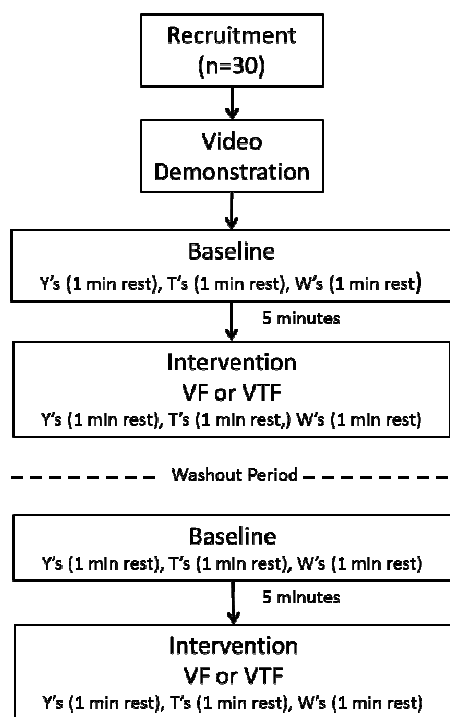 Recruitment
(n=30)
Video
Demonstration
Baseline
Y's (1 min rest), T's (1 min rest), W's (1 min rest)
5 minutes
Intervention
VF or VTF
Y's (1 min rest), T's (1 min rest,) W's (1 min rest)
Washout Period
Baseline
Y's (1 min rest), T's (1 min rest), W's (1 min rest)
5 minutes
Intervention
VF or VTF
Y's (1 min rest), T's (1 min rest), W's (1 min rest)